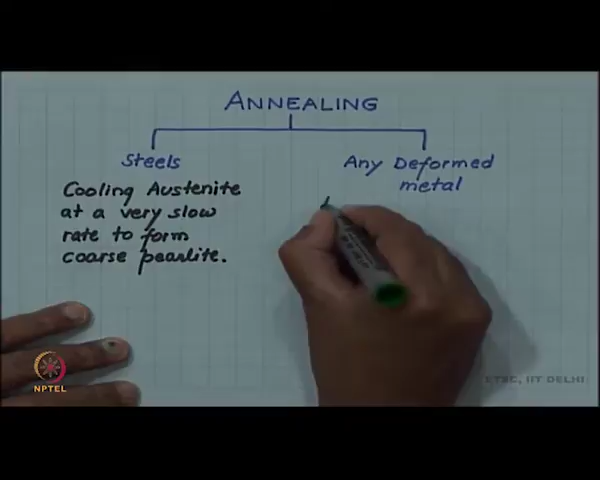 ANNEALING
Steels
Cooling Austenite
at a very slow
rate to form
coarse pearlite.
Any Deformed
metal
NPTEL
ETSC, IIT DELHI